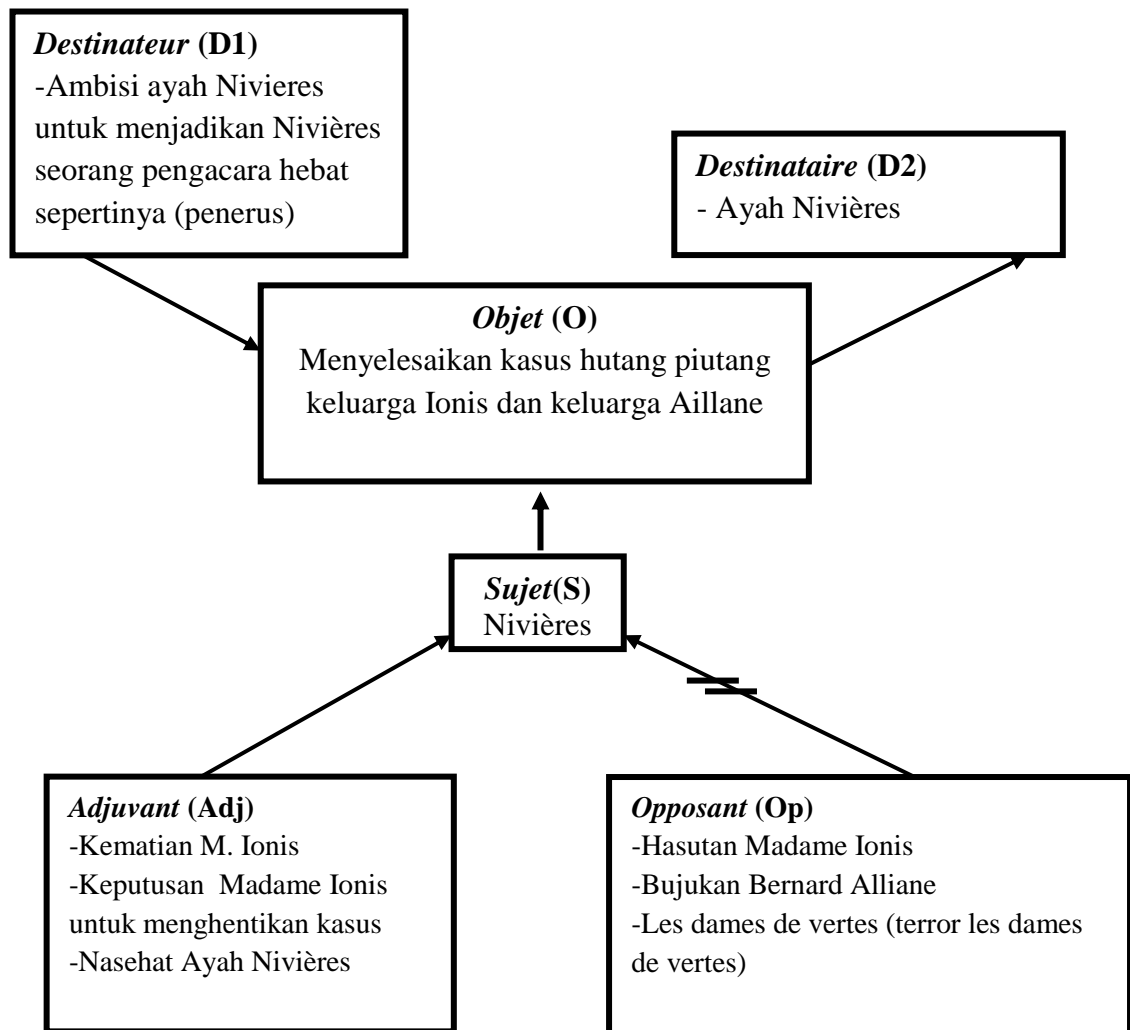 Destinateur (D1)
-Ambisi ayah Nivieres
untuk menjadikan Nivières
seorang pengacara hebat
sepertinya (penerus)
Destinataire (D2)
- Ayah Nivières
Objet (O)
Menyelesaikan kasus hutang piutang
keluarga Ionis dan keluarga Aillane
Sujet(S)
Nivières
Adjuvant (Adj)
-Kematian M. Ionis
-Keputusan Madame Ionis
untuk menghentikan kasus
-Nasehat Ayah Nivières
Opposant (Op)
-Hasutan Madame Ionis
-Bujukan Bernard Alliane
-Les dames de vertes (terror les dames
de vertes)